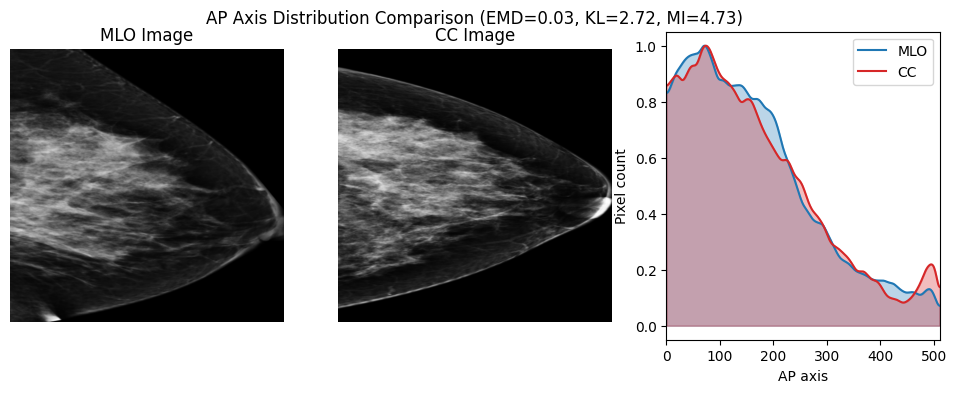 AP Axis Distribution Comparison (EMD=0.03, KL=2.72, MI=4.73)
MLO Image
CC Image
MLO
CC
Pixel count
1.0
0.8
0.6
0.4
0.2
0.0
0 100 200 300 400 500
AP axis